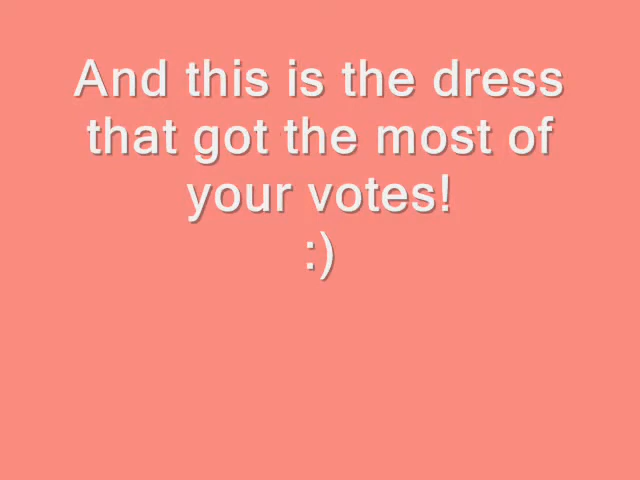 And this is the dress
that got the most of
your votes!
:)